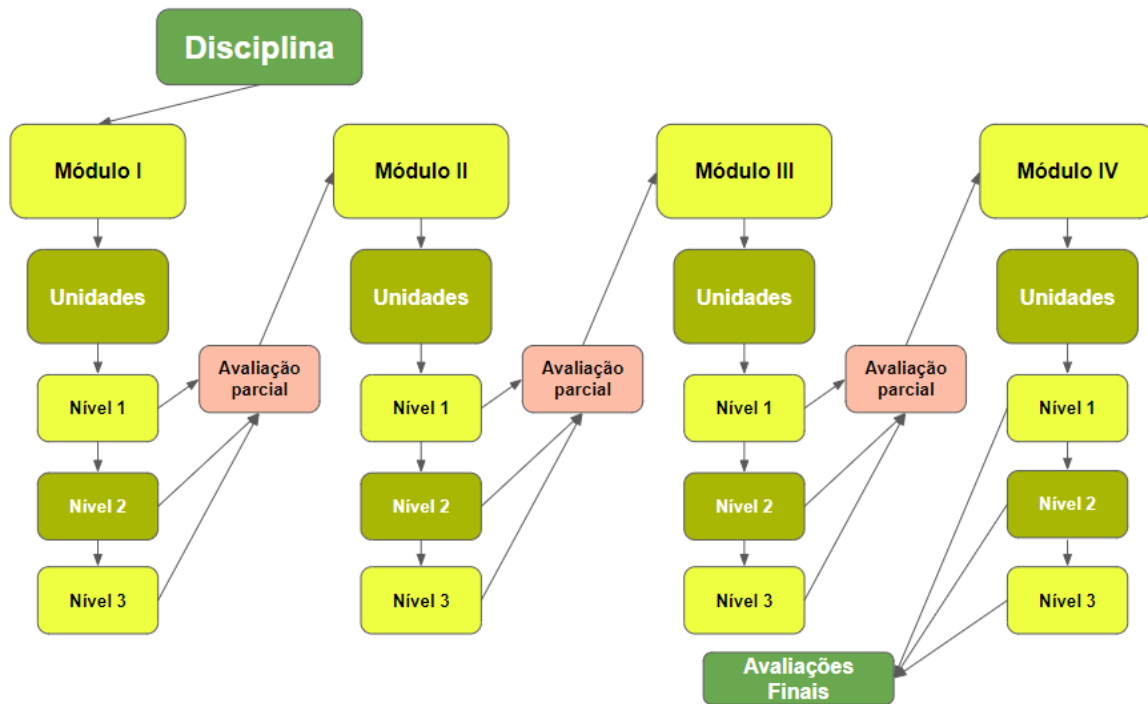 Disciplina
Módulo I
Módulo II
Módulo III
Módulo IV
Unidades
Unidades
Unidades
Unidades
Avaliação
parcial
Avaliação
parcial
Avaliação
parcial
Nível 1
Nível 1
Nível 1
Nível 1
Nível 2
Nível 2
Nível 2
Nível 2
Nível 3
Nível 3
Nível 3
Nível 3
Avaliações
Finais